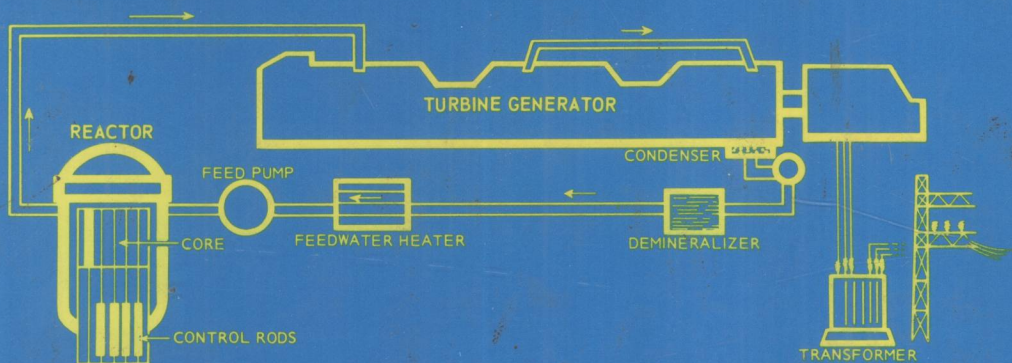 TURBINE GENERATOR
REACTOR
CONDENSER
FEED PUMP
FEEDWATER HEATER
DEMINERALIZER
CORE
CONTROL RODS
TRANSFORMER